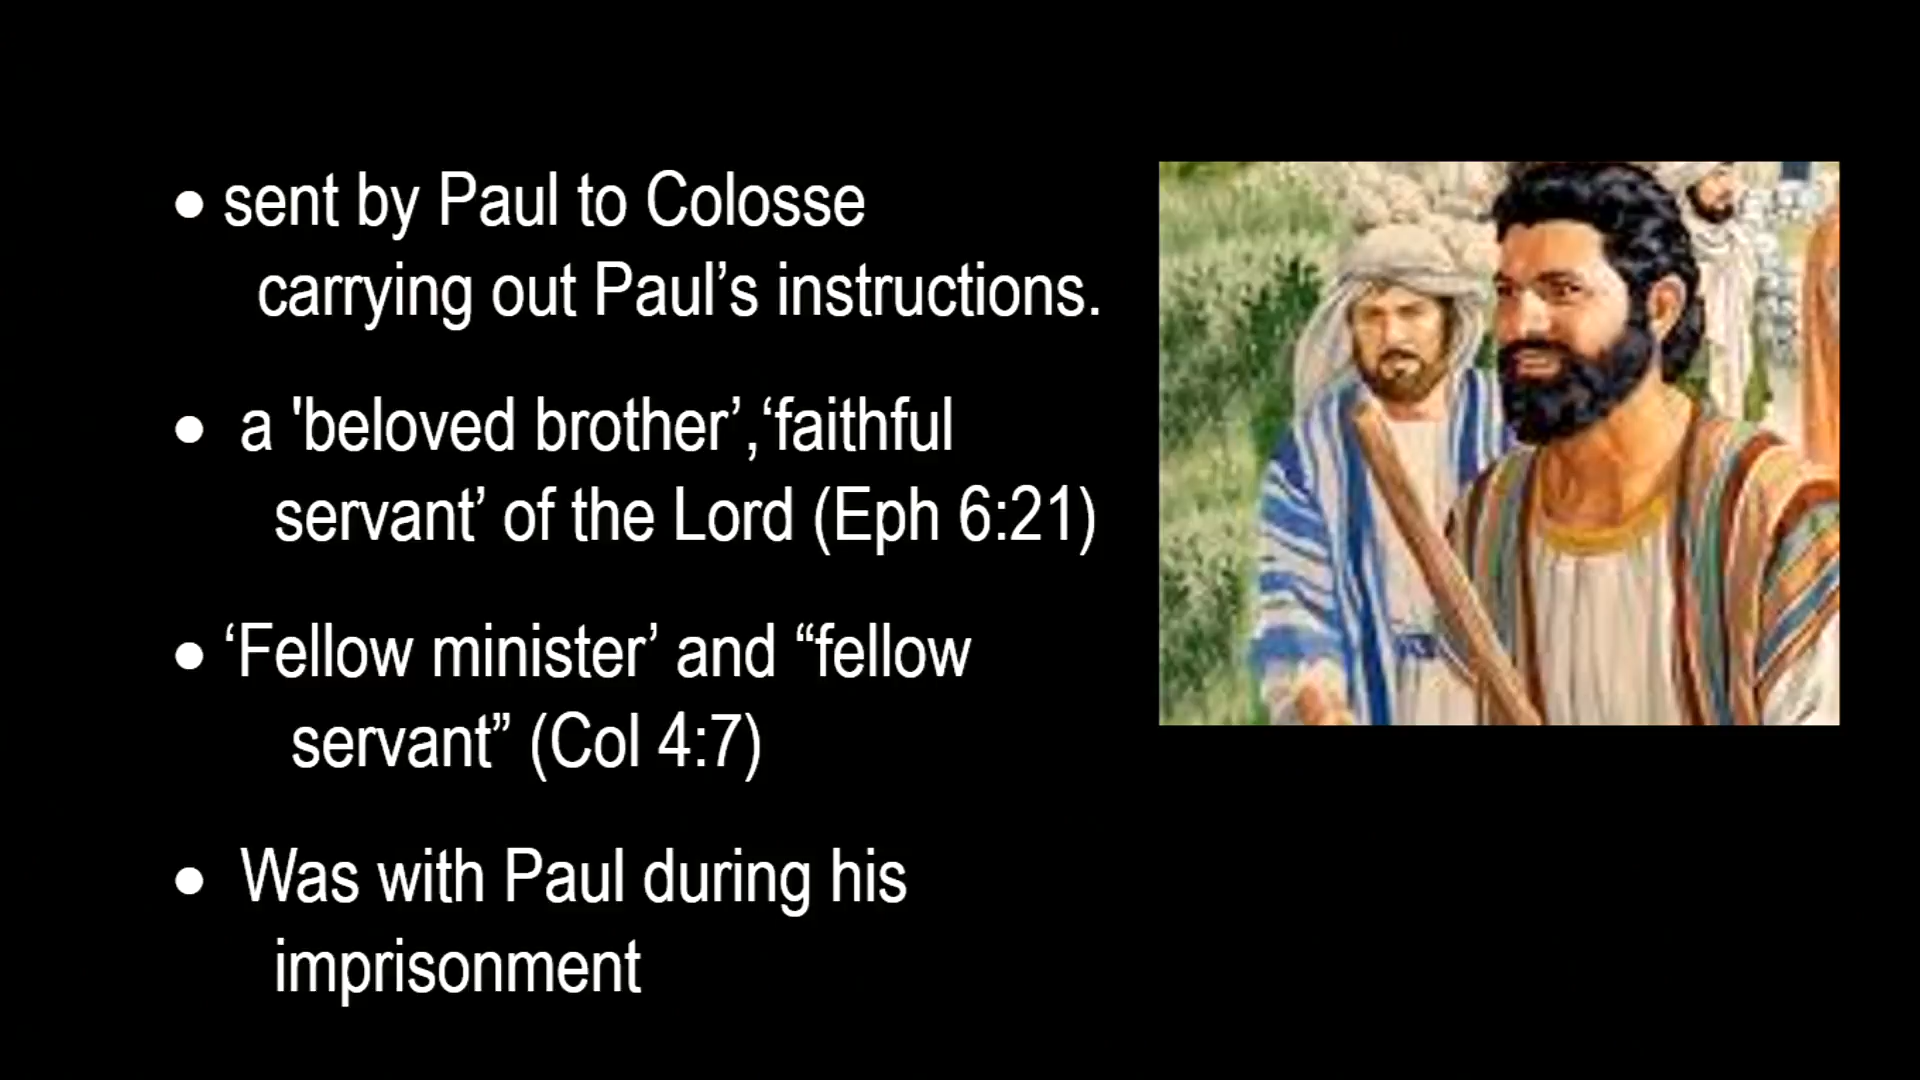 ● sent by Paul to Colosse
carrying out Paul’s instructions.
● a 'beloved brother’,‘faithful
servant’ of the Lord (Eph 6:21)
● ‘Fellow minister’ and “fellow
servant” (Col 4:7)
● Was with Paul during his
imprisonment